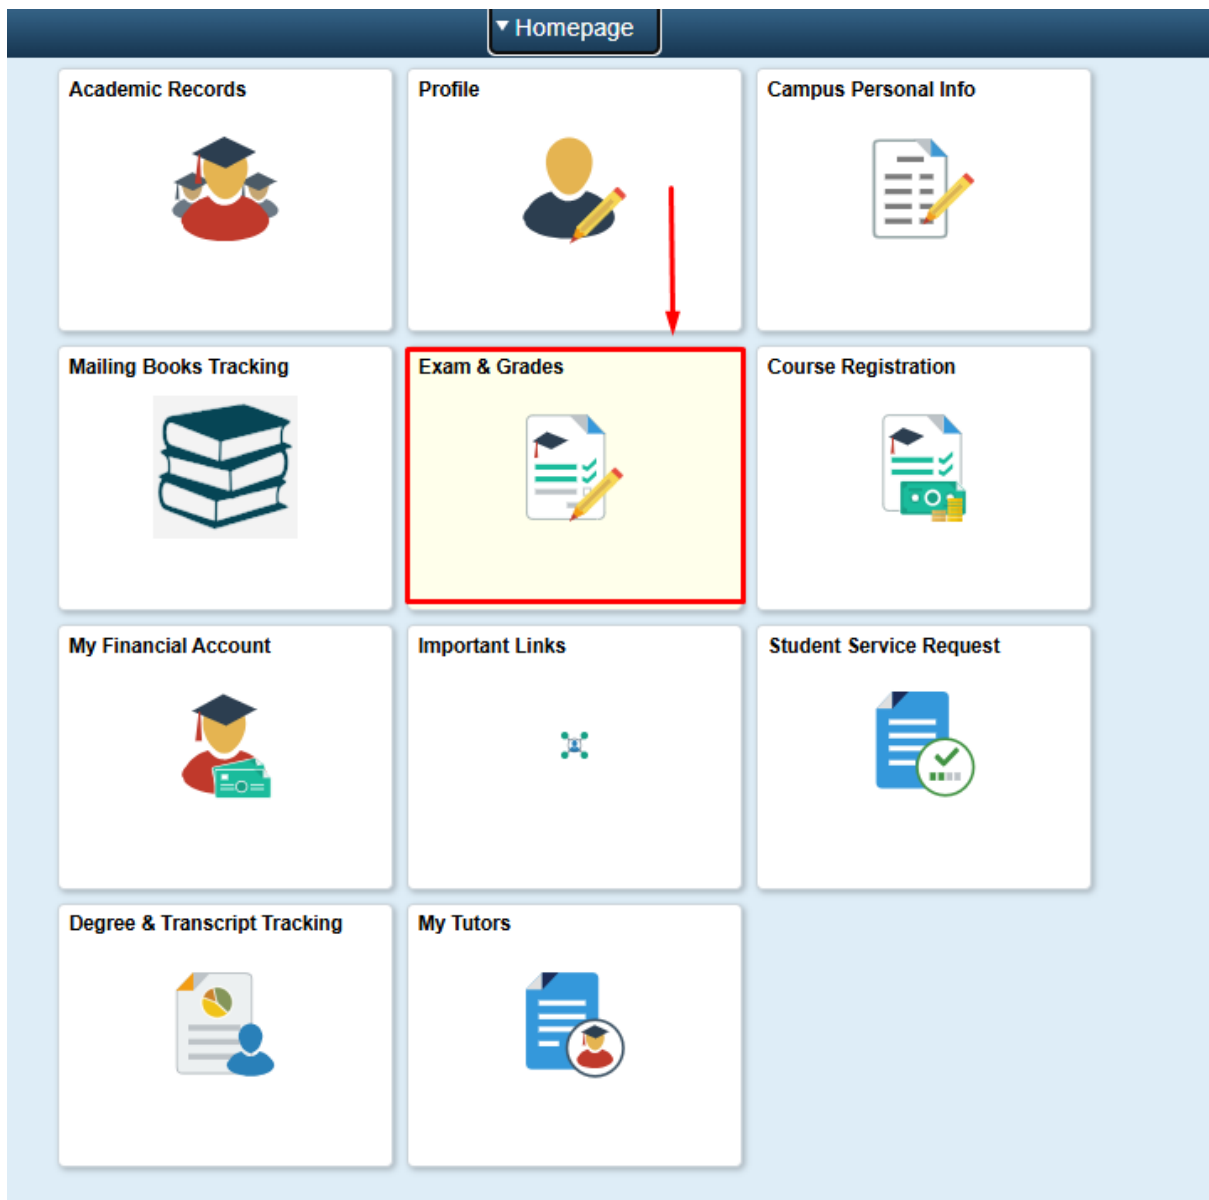 Homepage
Academic Records
Profile
Campus Personal Info
Mailing Books Tracking
Exam & Grades
Course Registration
My Financial Account
Important Links
Student Service Request
Degree & Transcript Tracking
My Tutors